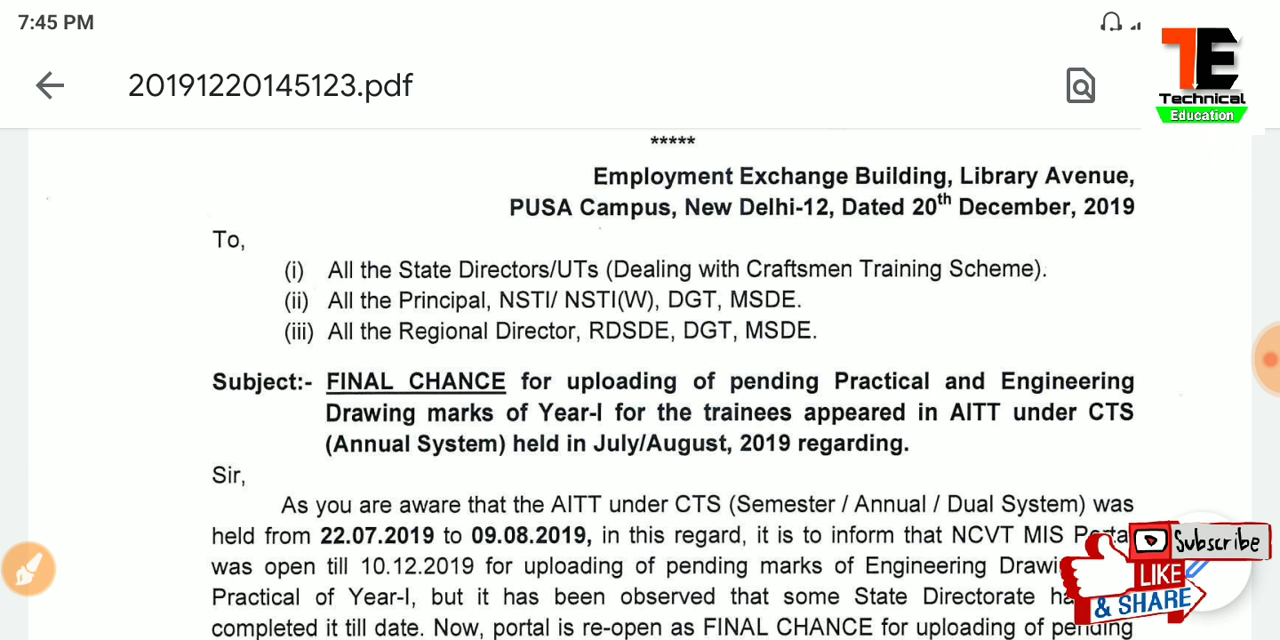 7:45 PM
20191220145123.pdf
TE
Technical
Education
*****
Employment Exchange Building, Library Avenue,
PUSA Campus, New Delhi-12, Dated 20th December, 2019
To,
(i) All the State Directors/UTs (Dealing with Craftsmen Training Scheme).
(ii) All the Principal, NSTI/ NSTI(W), DGT, MSDE.
(iii) All the Regional Director, RDSDE, DGT, MSDE.
Subject:- FINAL CHANCE for uploading of pending Practical and Engineering
Drawing marks of Year-I for the trainees appeared in AITT under CTS
(Annual System) held in July/August, 2019 regarding.
Sir,
As you are aware that the AITT under CTS (Semester / Annual / Dual System) was
held from 22.07.2019 to 09.08.2019, in this regard, it is to inform that NCVT MIS
was open till 10.12.2019 for uploading of pending marks of Engineering
Practical of Year-I, but it has been observed that some State Directorate
completed it till date. Now, portal is re-open as FINAL CHANCE for uploading of pending
Subscribe
LIKE
& SHARE